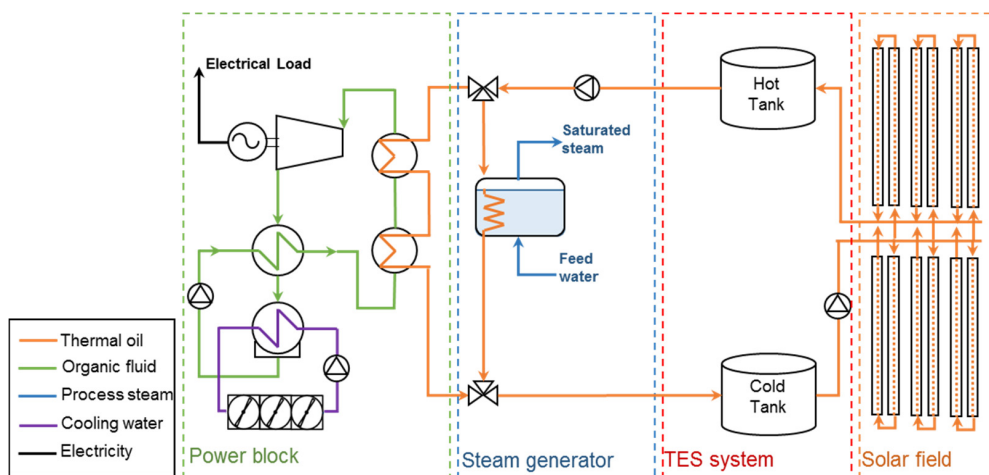 Electrical Load
Hot
Tank
Saturated
steam
Feed
water
Cold
Tank
Thermal oil
Organic fluid
Process steam
Cooling water
Electricity
Power block
Steam generator
TES system
Solar field